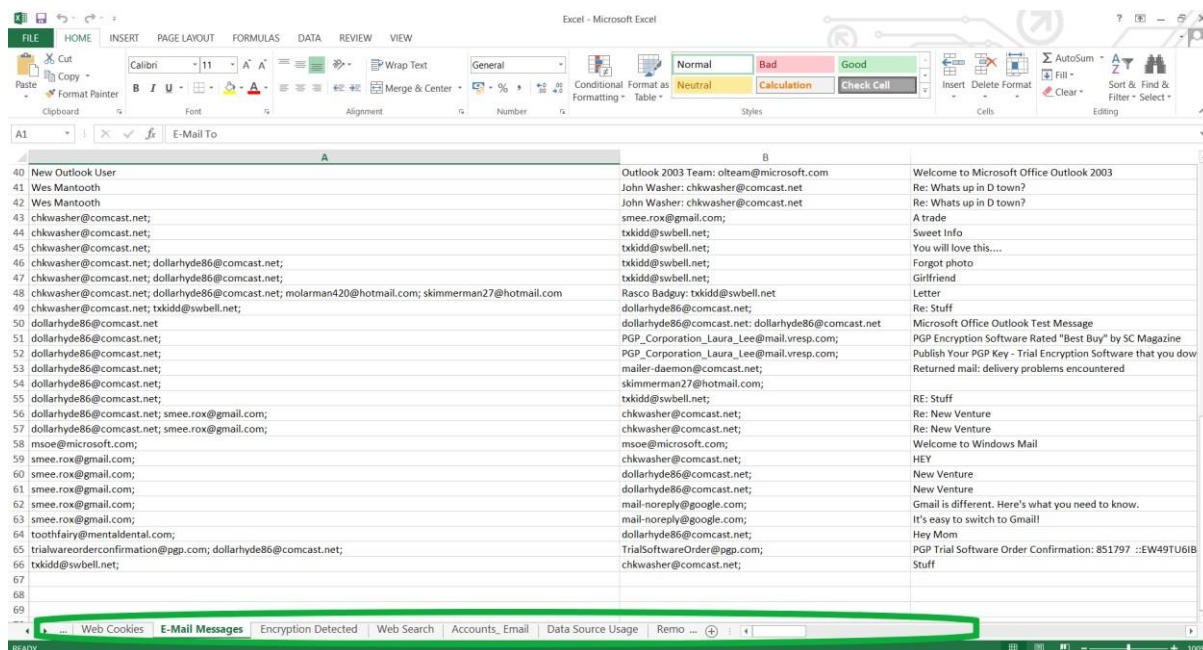 Excel - Microsoft Excel
FILE HOME INSERT PAGE LAYOUT FORMULAS DATA REVIEW VIEW
Paste
Cut
Copy
Format Painter
Clipboard
Calibri 11
B I U
Font
Wrap Text
Merge & Center
Alignment
General
% ,
Number
Conditional Formatting
Format as Table
Normal Bad Good
Neutral Calculation Check Cell
Styles
Insert Delete Format
Cells
AutoSum
Fill
Clear
Sort & Filter
Find & Select
Editing
A1 fx E-Mail To
A B
40 New Outlook User Outlook 2003 Team: olteam@microsoft.com Welcome to Microsoft Office Outlook 2003
41 Wes Mantooth John Washer: chkwasher@comcast.net Re: Whats up in D town?
42 Wes Mantooth John Washer: chkwasher@comcast.net Re: Whats up in D town?
43 chkwasher@comcast.net; smee.rox@gmail.com; A trade
44 chkwasher@comcast.net; txkidd@swbell.net; Sweet Info
45 chkwasher@comcast.net; txkidd@swbell.net; You will love this....
46 chkwasher@comcast.net; dollarhyde86@comcast.net; txkidd@swbell.net; Forgot photo
47 chkwasher@comcast.net; dollarhyde86@comcast.net; txkidd@swbell.net; Girlfriend
48 chkwasher@comcast.net; dollarhyde86@comcast.net; molarman420@hotmail.com; skimmerman27@hotmail.com Rasco Badguy: txkidd@swbell.net Letter
49 chkwasher@comcast.net; txkidd@swbell.net; dollarhyde86@comcast.net; Re: Stuff
50 dollarhyde86@comcast.net dollarhyde86@comcast.net: dollarhyde86@comcast.net Microsoft Office Outlook Test Message
51 dollarhyde86@comcast.net; PGP_Corporation_Laura_Lee@mail.vresp.com; PGP Encryption Software Rated "Best Buy" by SC Magazine
52 dollarhyde86@comcast.net; PGP_Corporation_Laura_Lee@mail.vresp.com; Publish Your PGP Key - Trial Encryption Software that you dow
53 dollarhyde86@comcast.net; mailer-daemon@comcast.net; Returned mail: delivery problems encountered
54 dollarhyde86@comcast.net; skimmerman27@hotmail.com;
55 dollarhyde86@comcast.net; txkidd@swbell.net; RE: Stuff
56 dollarhyde86@comcast.net; smee.rox@gmail.com; chkwasher@comcast.net; Re: New Venture
57 dollarhyde86@comcast.net; smee.rox@gmail.com; chkwasher@comcast.net; Re: New Venture
58 msoe@microsoft.com; msoe@microsoft.com; Welcome to Windows Mail
59 smee.rox@gmail.com; chkwasher@comcast.net; HEY
60 smee.rox@gmail.com; dollarhyde86@comcast.net; New Venture
61 smee.rox@gmail.com; dollarhyde86@comcast.net; New Venture
62 smee.rox@gmail.com; mail-noreply@google.com; Gmail is different. Here's what you need to know.
63 smee.rox@gmail.com; mail-noreply@google.com; It's easy to switch to Gmail!
64 toothfairy@mentaldental.com; dollarhyde86@comcast.net; Hey Mom
65 trialwareorderconfirmation@pgp.com; dollarhyde86@comcast.net; TrialSoftwareOrder@pgp.com; PGP Trial Software Order Confirmation: 851797 ::EW49TU6IB
66 txkidd@swbell.net; chkwasher@comcast.net; Stuff
67
68
69
... Web Cookies E-Mail Messages Encryption Detected Web Search Accounts_ Email Data Source Usage Remo ...
READY